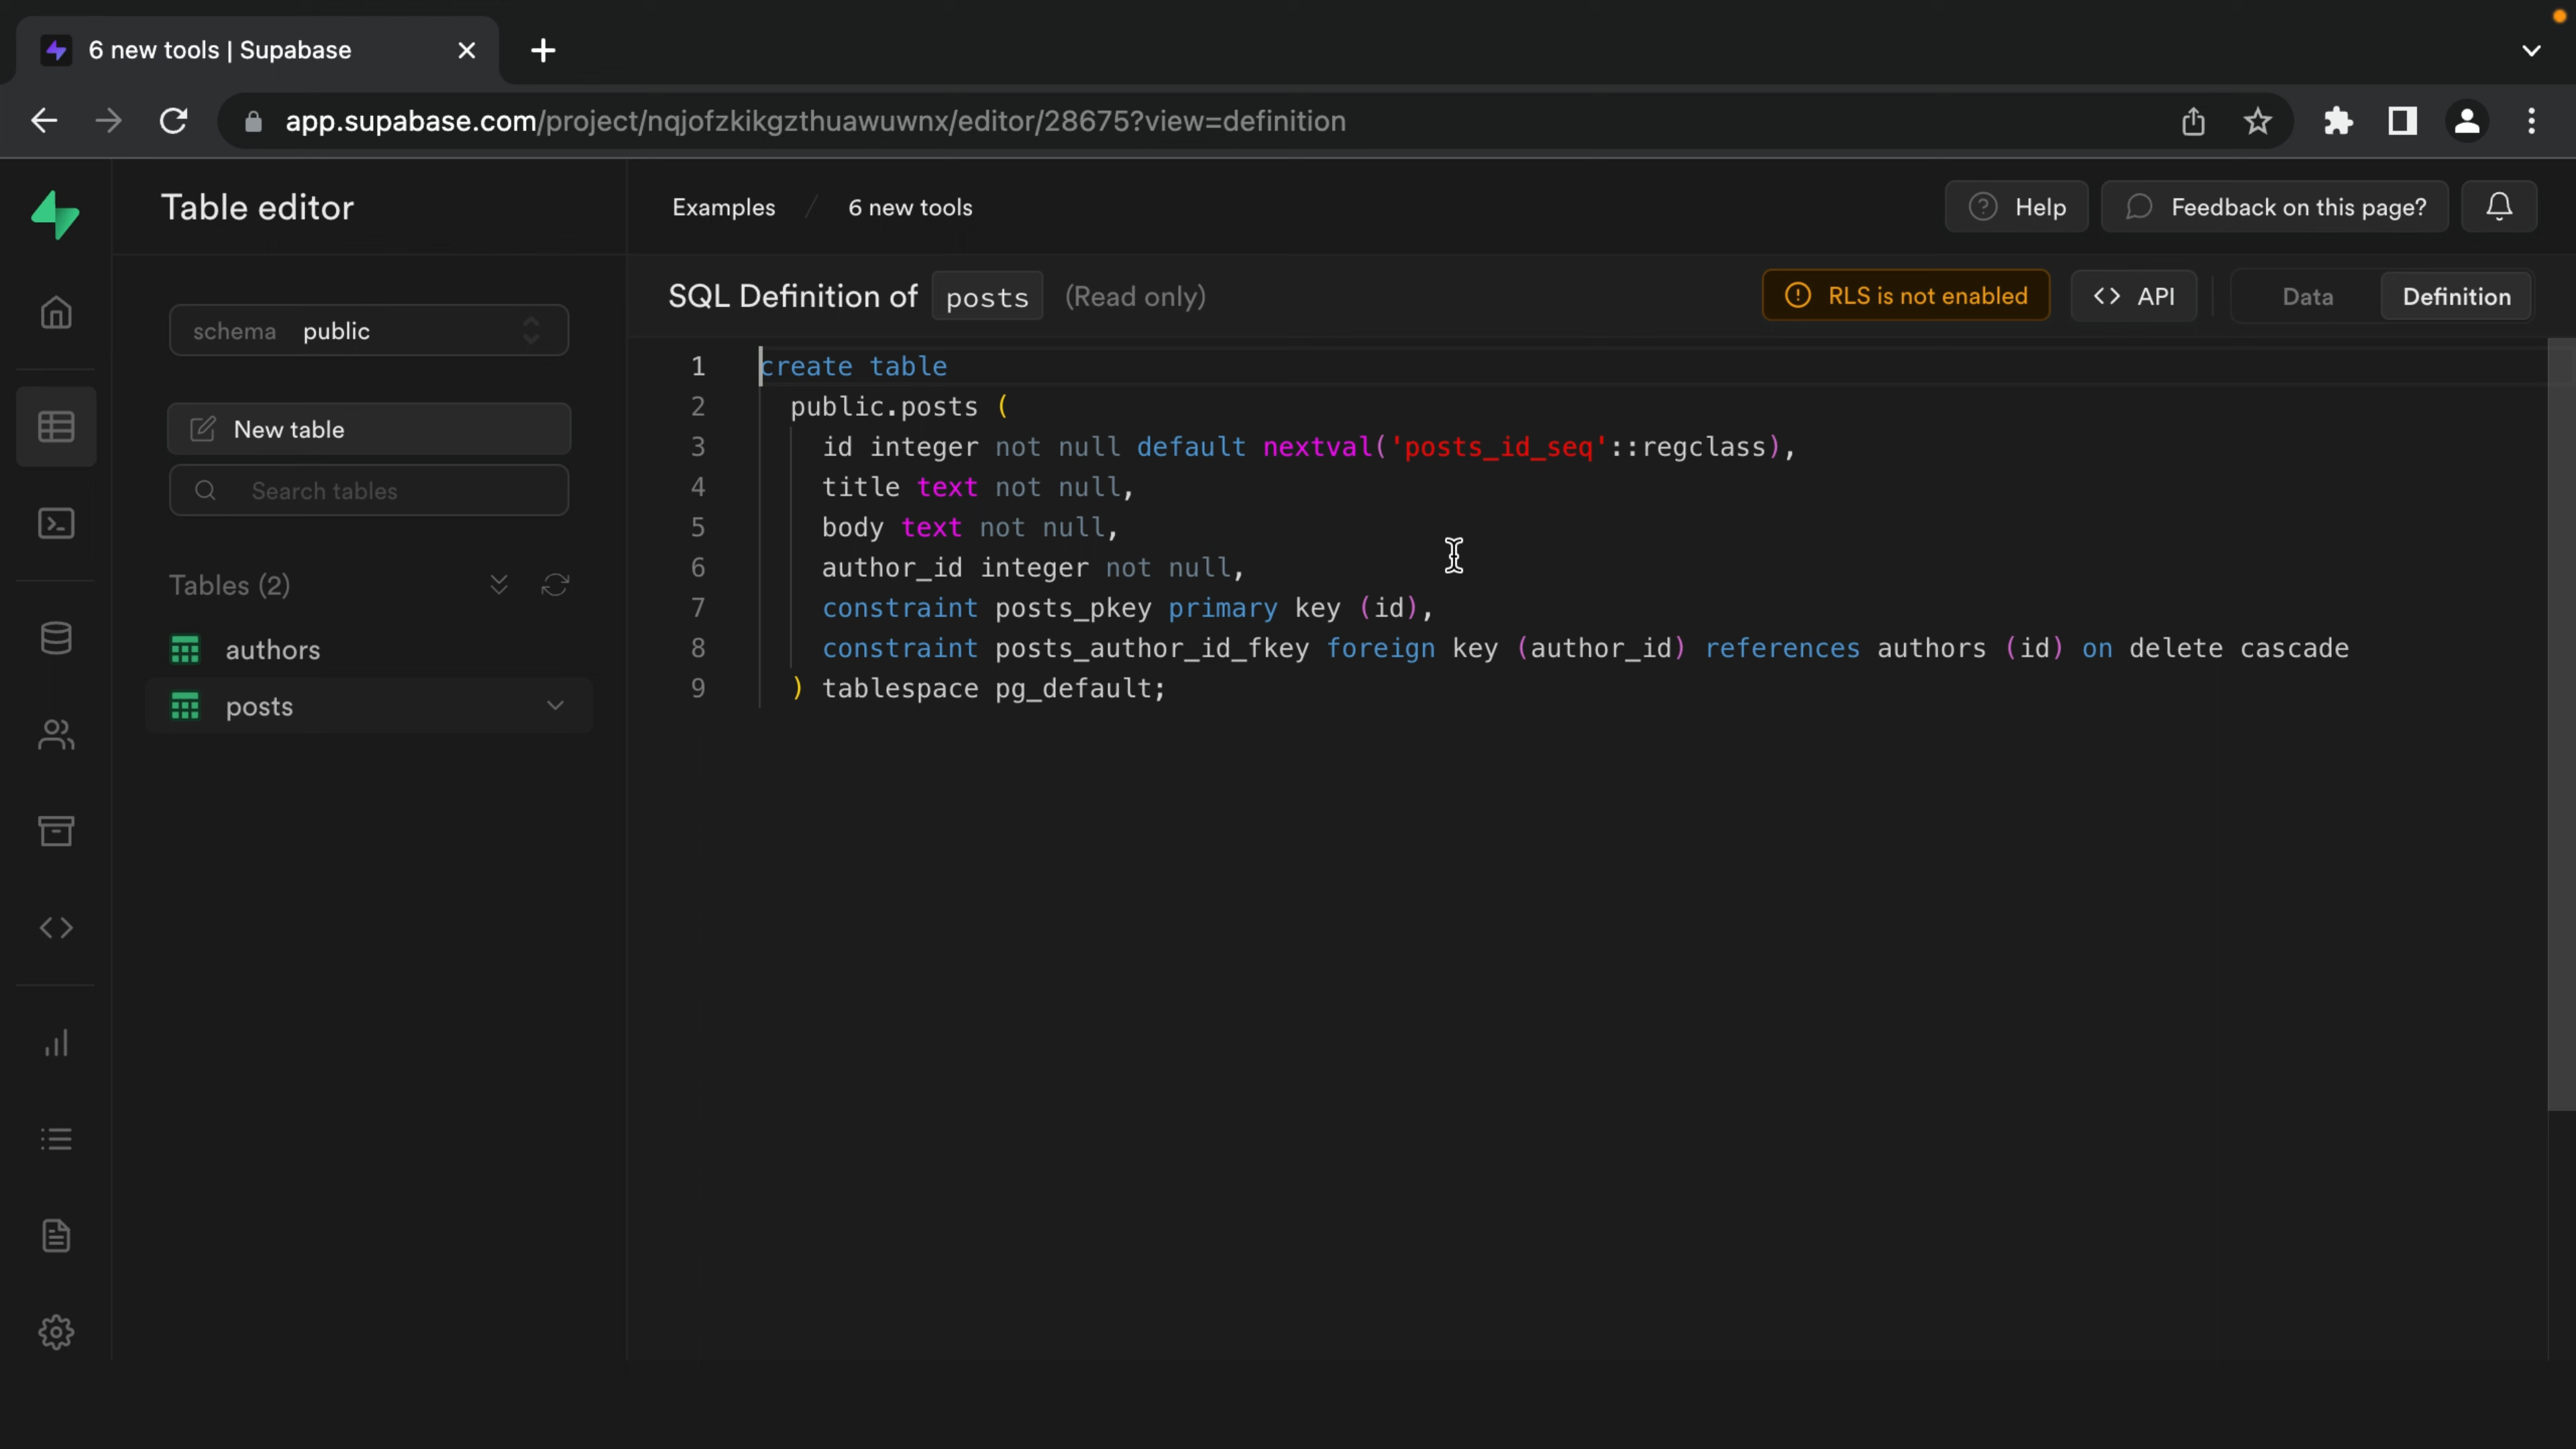 6 new tools | Supabase
app.supabase.com/project/nqjofzkikgzthuawuwnx/editor/28675?view=definition
Table editor
Examples / 6 new tools
Help
Feedback on this page?
schema public
New table
Search tables
Tables (2)
authors
posts
SQL Definition of posts (Read only)
RLS is not enabled
<> API
Data
Definition
1 create table
2 public.posts (
3 id integer not null default nextval('posts_id_seq'::regclass),
4 title text not null,
5 body text not null,
6 author_id integer not null,
7 constraint posts_pkey primary key (id),
8 constraint posts_author_id_fkey foreign key (author_id) references authors (id) on delete cascade
9 ) tablespace pg_default;